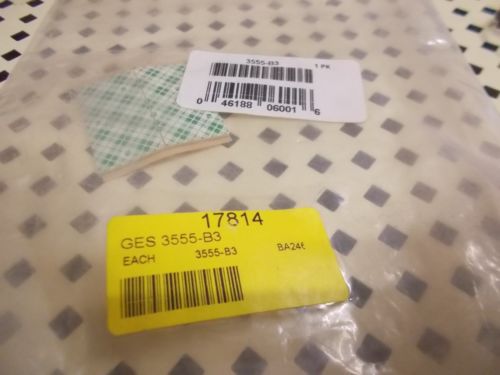 3555-B3 1 PK
0 46188 06001 6
17814
GES 3555-B3
EACH 3555-B3 BA246